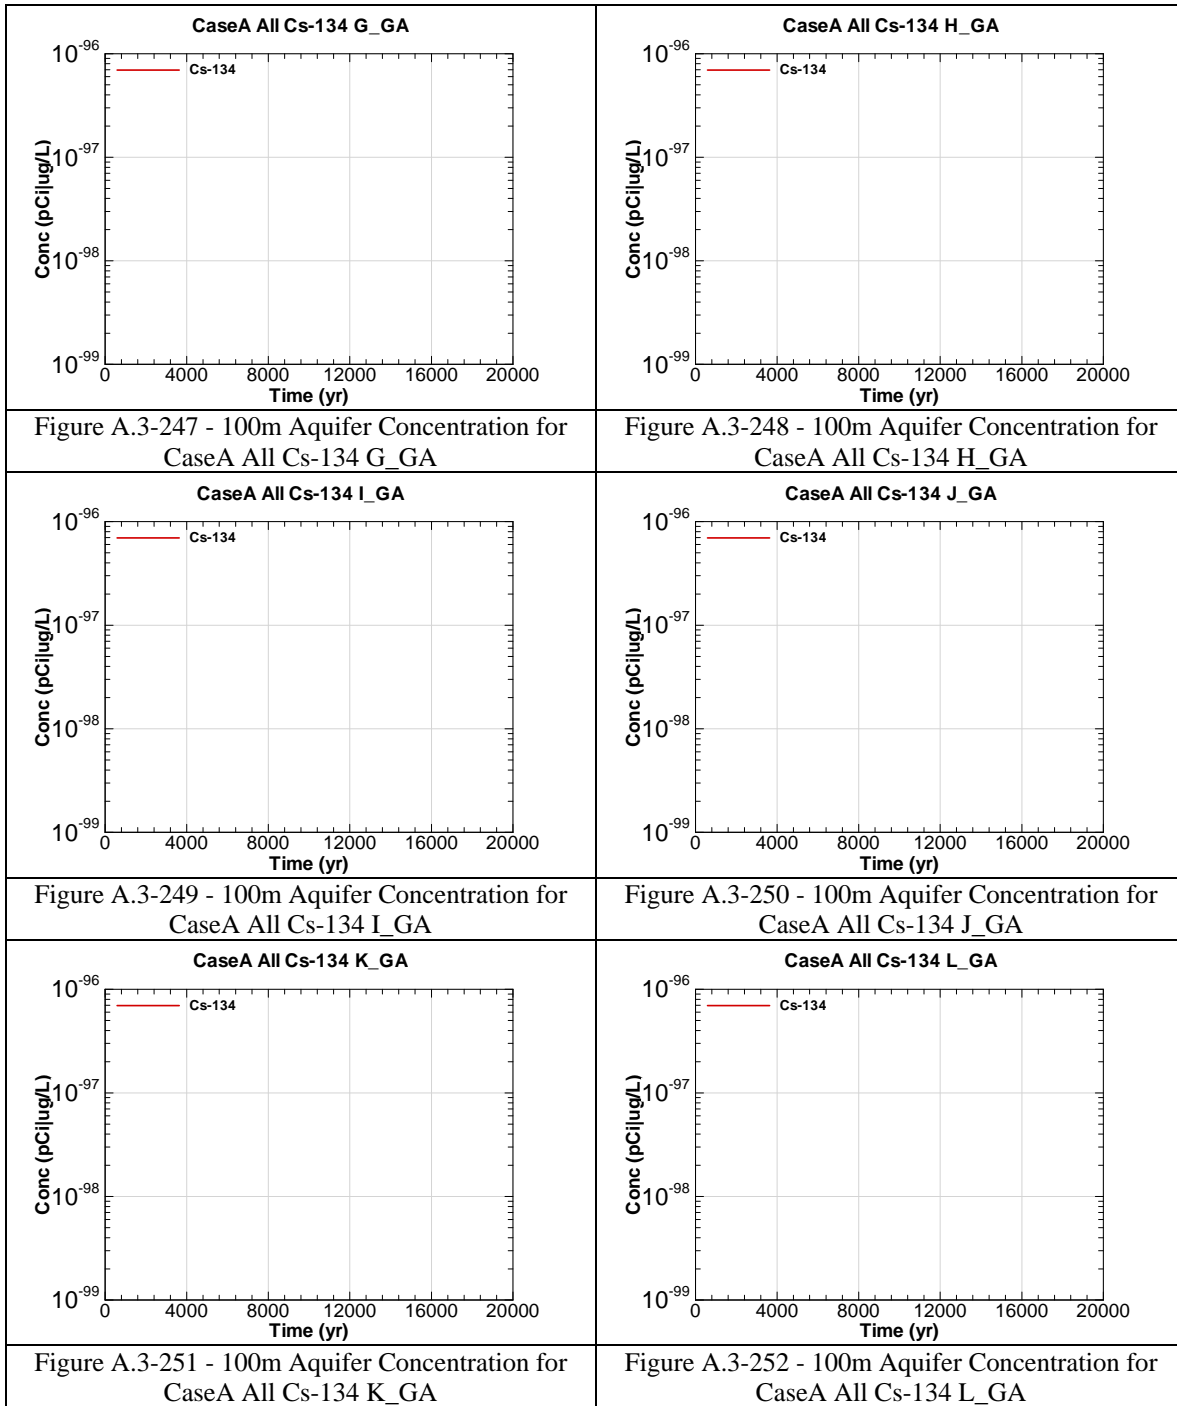 CaseA All Cs-134 G_GA
10-96
Cs-134
10-97
10-98
10-99
Conc (pCi|ug/L)
0 4000 8000 12000 16000 20000
Time (yr)
Figure A.3-247 - 100m Aquifer Concentration for
CaseA All Cs-134 G_GA
CaseA All Cs-134 H_GA
10-96
Cs-134
10-97
10-98
10-99
Conc (pCi|ug/L)
0 4000 8000 12000 16000 20000
Time (yr)
Figure A.3-248 - 100m Aquifer Concentration for
CaseA All Cs-134 H_GA
CaseA All Cs-134 I_GA
10-96
Cs-134
10-97
10-98
10-99
Conc (pCi|ug/L)
0 4000 8000 12000 16000 20000
Time (yr)
Figure A.3-249 - 100m Aquifer Concentration for
CaseA All Cs-134 I_GA
CaseA All Cs-134 J_GA
10-96
Cs-134
10-97
10-98
10-99
Conc (pCi|ug/L)
0 4000 8000 12000 16000 20000
Time (yr)
Figure A.3-250 - 100m Aquifer Concentration for
CaseA All Cs-134 J_GA
CaseA All Cs-134 K_GA
10-96
Cs-134
10-97
10-98
10-99
Conc (pCi|ug/L)
0 4000 8000 12000 16000 20000
Time (yr)
Figure A.3-251 - 100m Aquifer Concentration for
CaseA All Cs-134 K_GA
CaseA All Cs-134 L_GA
10-96
Cs-134
10-97
10-98
10-99
Conc (pCi|ug/L)
0 4000 8000 12000 16000 20000
Time (yr)
Figure A.3-252 - 100m Aquifer Concentration for
CaseA All Cs-134 L_GA